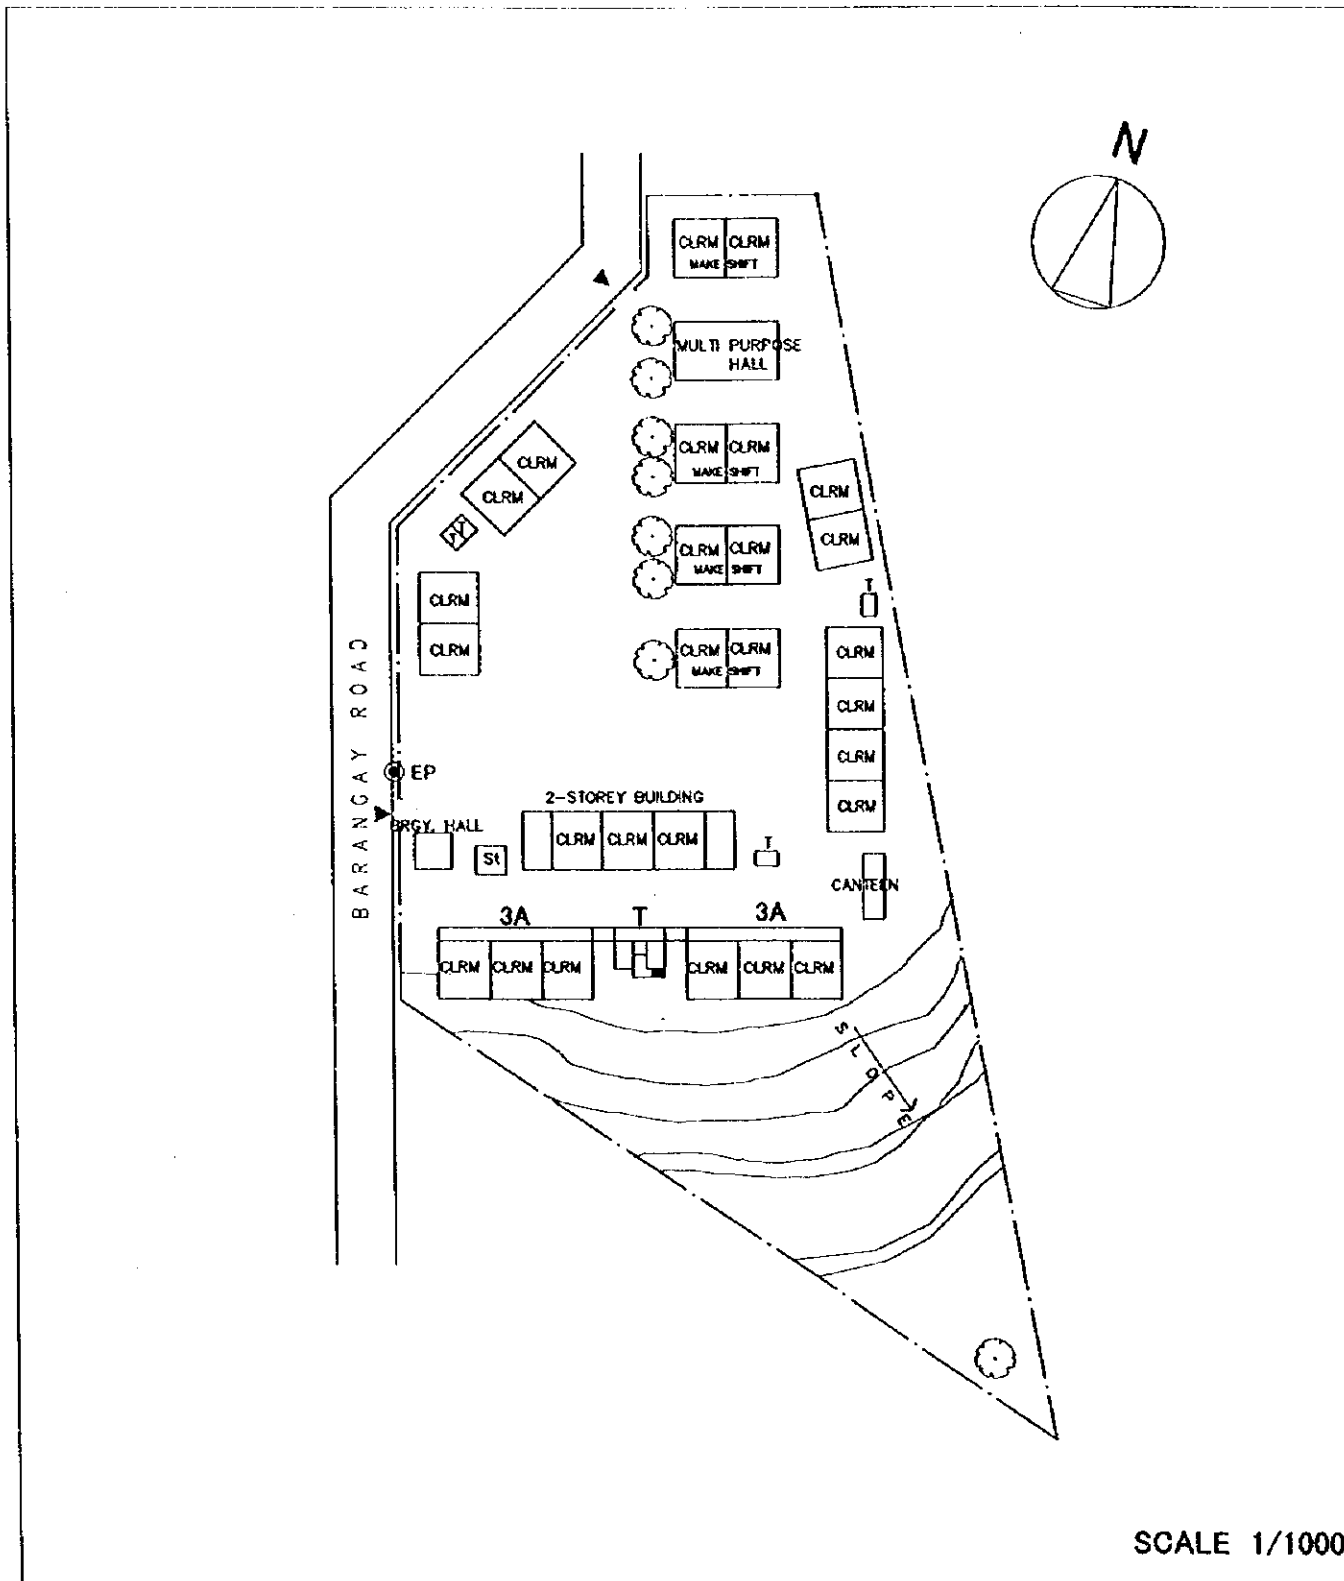 N
CLRM CLRM
MAKE SHIFT
MULTI PURPOSE
HALL
CLRM CLRM
MAKE SHIFT
CLRM
CLRM
CLRM
CLRM
CLRM CLRM
MAKE SHIFT
T
CLRM
CLRM
CLRM CLRM
MAKE SHIFT
T
CLRM
CLRM
CLRM
CLRM
BARANGAY ROAD
EP
2-STOREY BUILDING
BRGY. HALL
St
CLRM CLRM CLRM
T
CANTEEN
3A T 3A
CLRM CLRM CLRM
CLRM CLRM CLRM
SLOPE
SCALE 1/1000